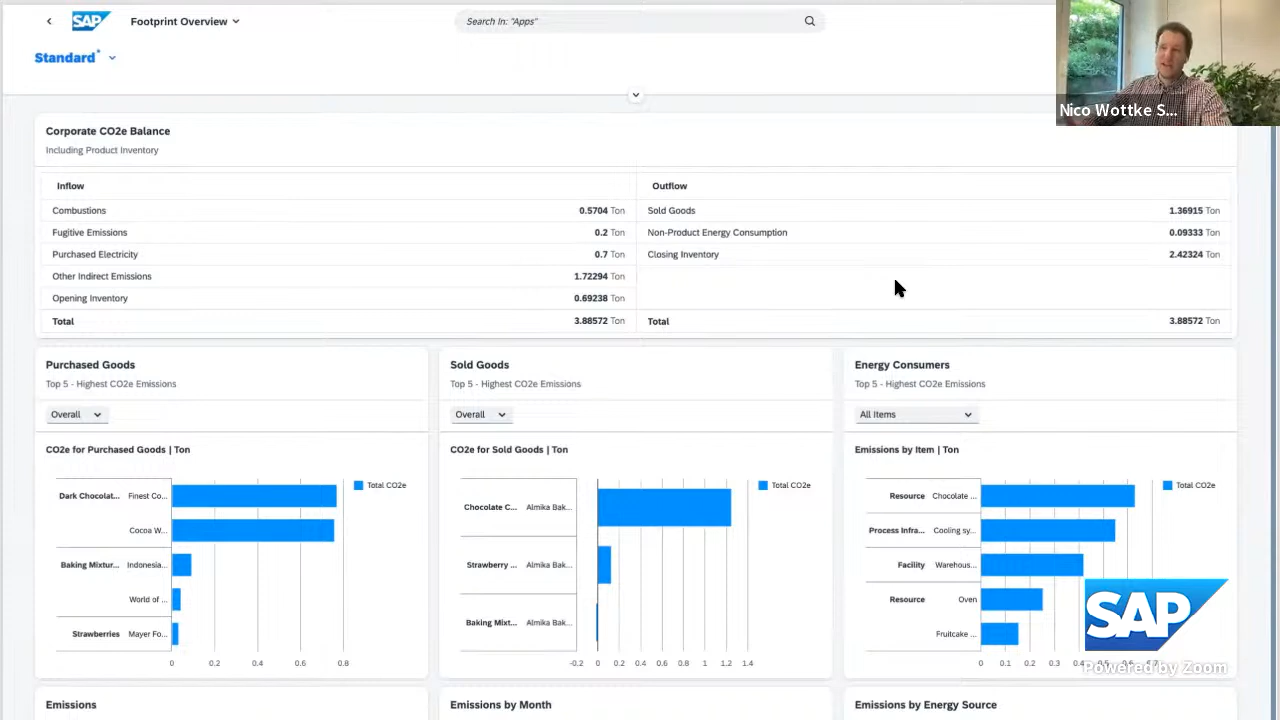 SAP Footprint Overview
Search In: "Apps"
Standard*
Nico Wottke S...
Corporate CO2e Balance
Including Product Inventory
Inflow
Outflow
Combustions 0.5704 Ton
Sold Goods 1.36915 Ton
Fugitive Emissions 0.2 Ton
Non-Product Energy Consumption 0.09333 Ton
Purchased Electricity 0.7 Ton
Closing Inventory 2.42324 Ton
Other Indirect Emissions 1.72294 Ton
Opening Inventory 0.69238 Ton
Total 3.88572 Ton
Total 3.88572 Ton
Purchased Goods
Top 5 - Highest CO2e Emissions
Overall
CO2e for Purchased Goods | Ton
Total CO2e
Dark Chocolat... Finest Co...
Cocoa W...
Baking Mixtur... Indonesia...
World of ...
Strawberries Mayer Fo...
0 0.2 0.4 0.6 0.8
Sold Goods
Top 5 - Highest CO2e Emissions
Overall
CO2e for Sold Goods | Ton
Total CO2e
Chocolate C... Almika Bak...
Strawberry ... Almika Bak...
Baking Mixt... Almika Bak...
-0.2 0 0.2 0.4 0.6 0.8 1 1.2 1.4
Energy Consumers
Top 5 - Highest CO2e Emissions
All Items
Emissions by Item | Ton
Total CO2e
Resource Chocolate ...
Process Infra... Cooling sy...
Facility Warehous...
Resource Oven
Fruitcake ...
0 0.1 0.2 0.3 0.4
SAP
Powered by Zoom
Emissions
Emissions by Month
Emissions by Energy Source